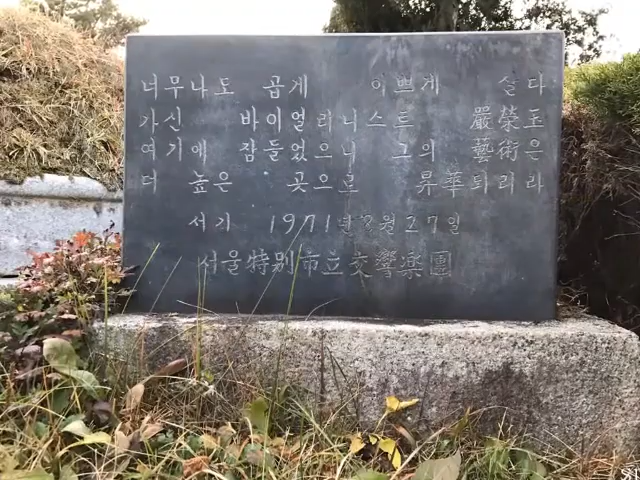 너무나도 곱게 이쁘게 살다
가신 바이얼리니스트 嚴榮玉
여기에 잠들었으니 그의 藝術은
더 높은 곳으로 昇華되리라
서기 1971년 월 27일
서울特別市立交響楽團